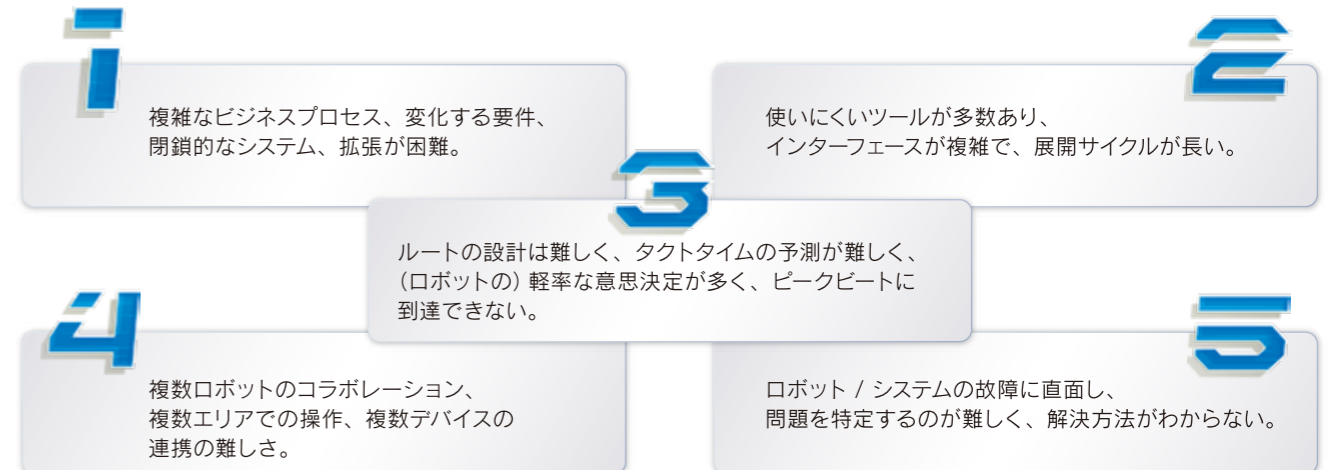 1
複雑なビジネスプロセス、変化する要件、
閉鎖的なシステム、拡張が困難。
2
使いにくいツールが多数あり、
インターフェースが複雑で、展開サイクルが長い。
3
ルートの設計は難しく、タクトタイムの予測が難しく、
（ロボットの）軽率な意思決定が多く、ピークビートに
到達できない。
4
複数ロボットのコラボレーション、
複数エリアでの操作、複数デバイスの
連携の難しさ。
5
ロボット / システムの故障に直面し、
問題を特定するのが難しく、解決方法がわからない。